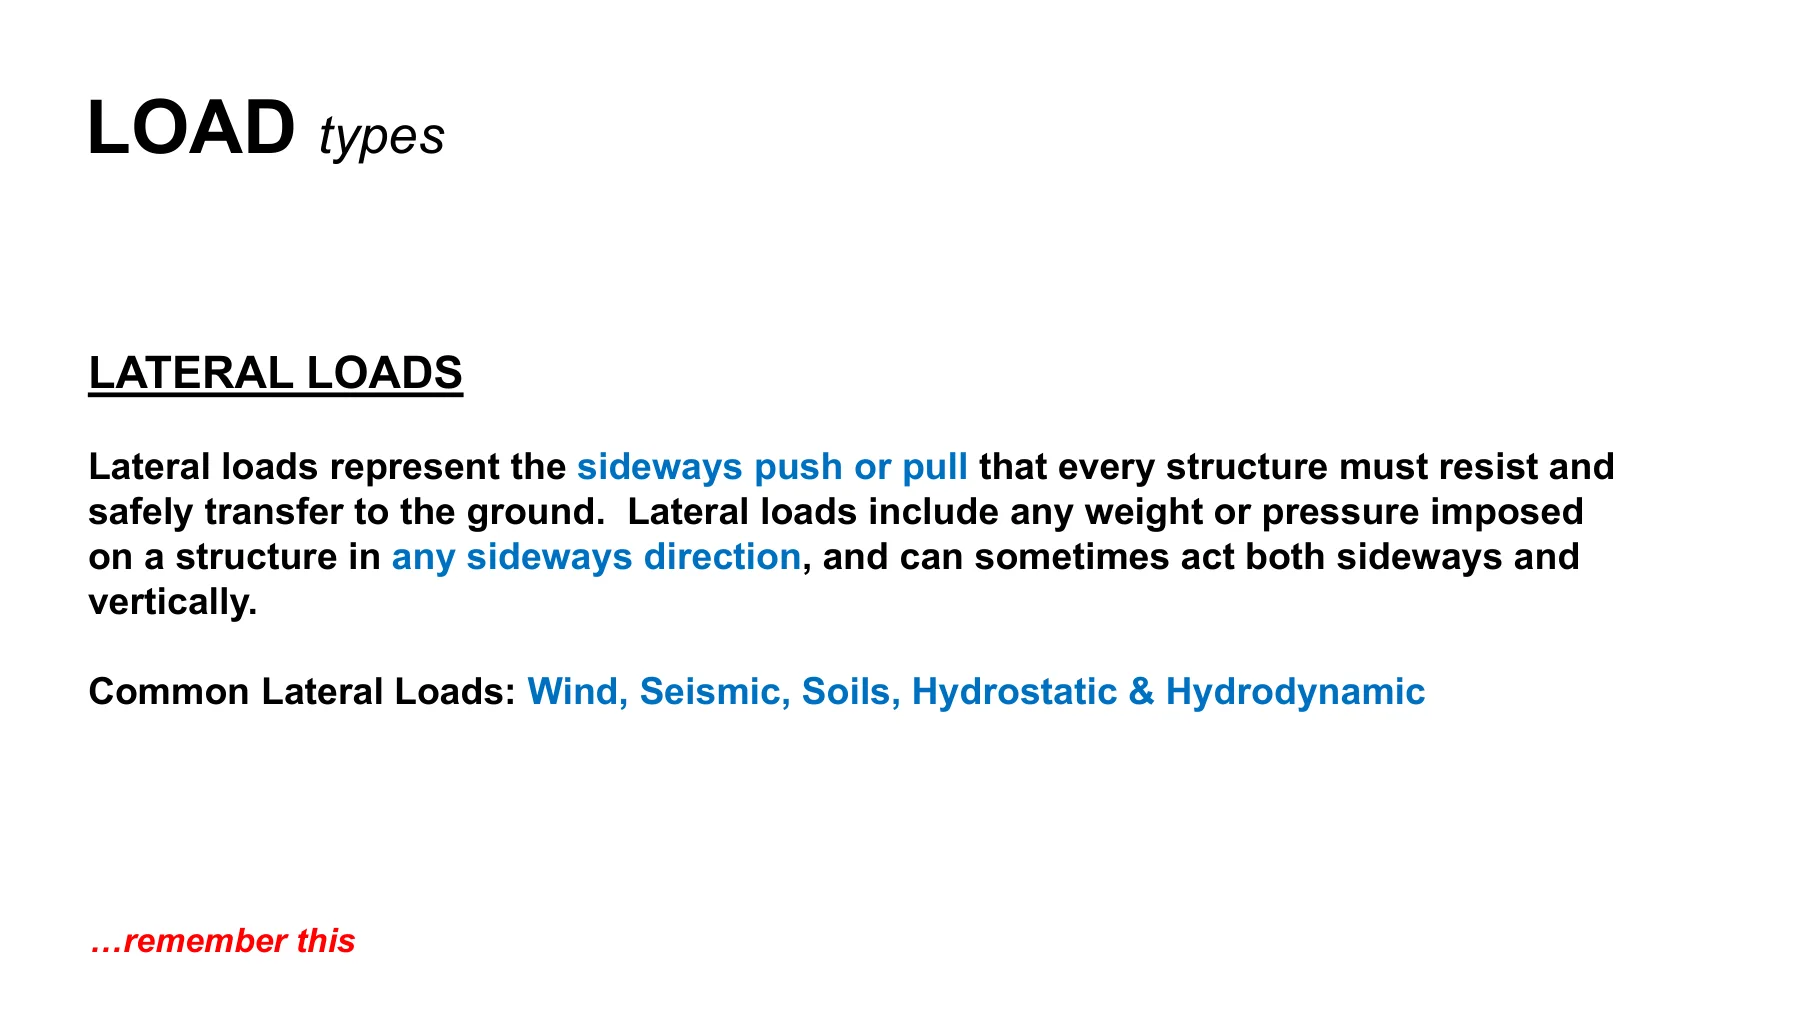 LOAD types
LATERAL LOADS
Lateral loads represent the sideways push or pull that every structure must resist and
safely transfer to the ground.  Lateral loads include any weight or pressure imposed
on a structure in any sideways direction, and can sometimes act both sideways and
vertically.
Common Lateral Loads: Wind, Seismic, Soils, Hydrostatic & Hydrodynamic
…remember this